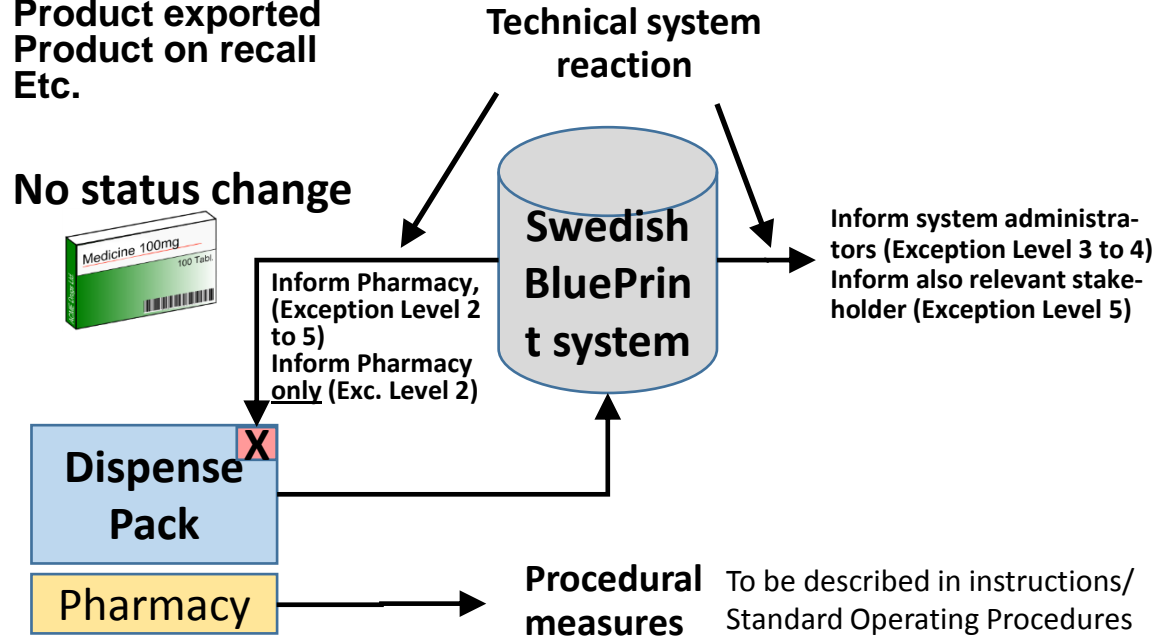 Product exported
Product on recall
Etc.
Technical system
reaction
No status change
Medicine 100mg
100 Tabl.
ACME Drugs Ltd
Swedish
BluePrin
t system
Inform system administra-
tors (Exception Level 3 to 4)
Inform also relevant stake-
holder (Exception Level 5)
Inform Pharmacy,
(Exception Level 2
to 5)
Inform Pharmacy
only (Exc. Level 2)
X
Dispense
Pack
Pharmacy
Procedural
measures
To be described in instructions/
Standard Operating Procedures